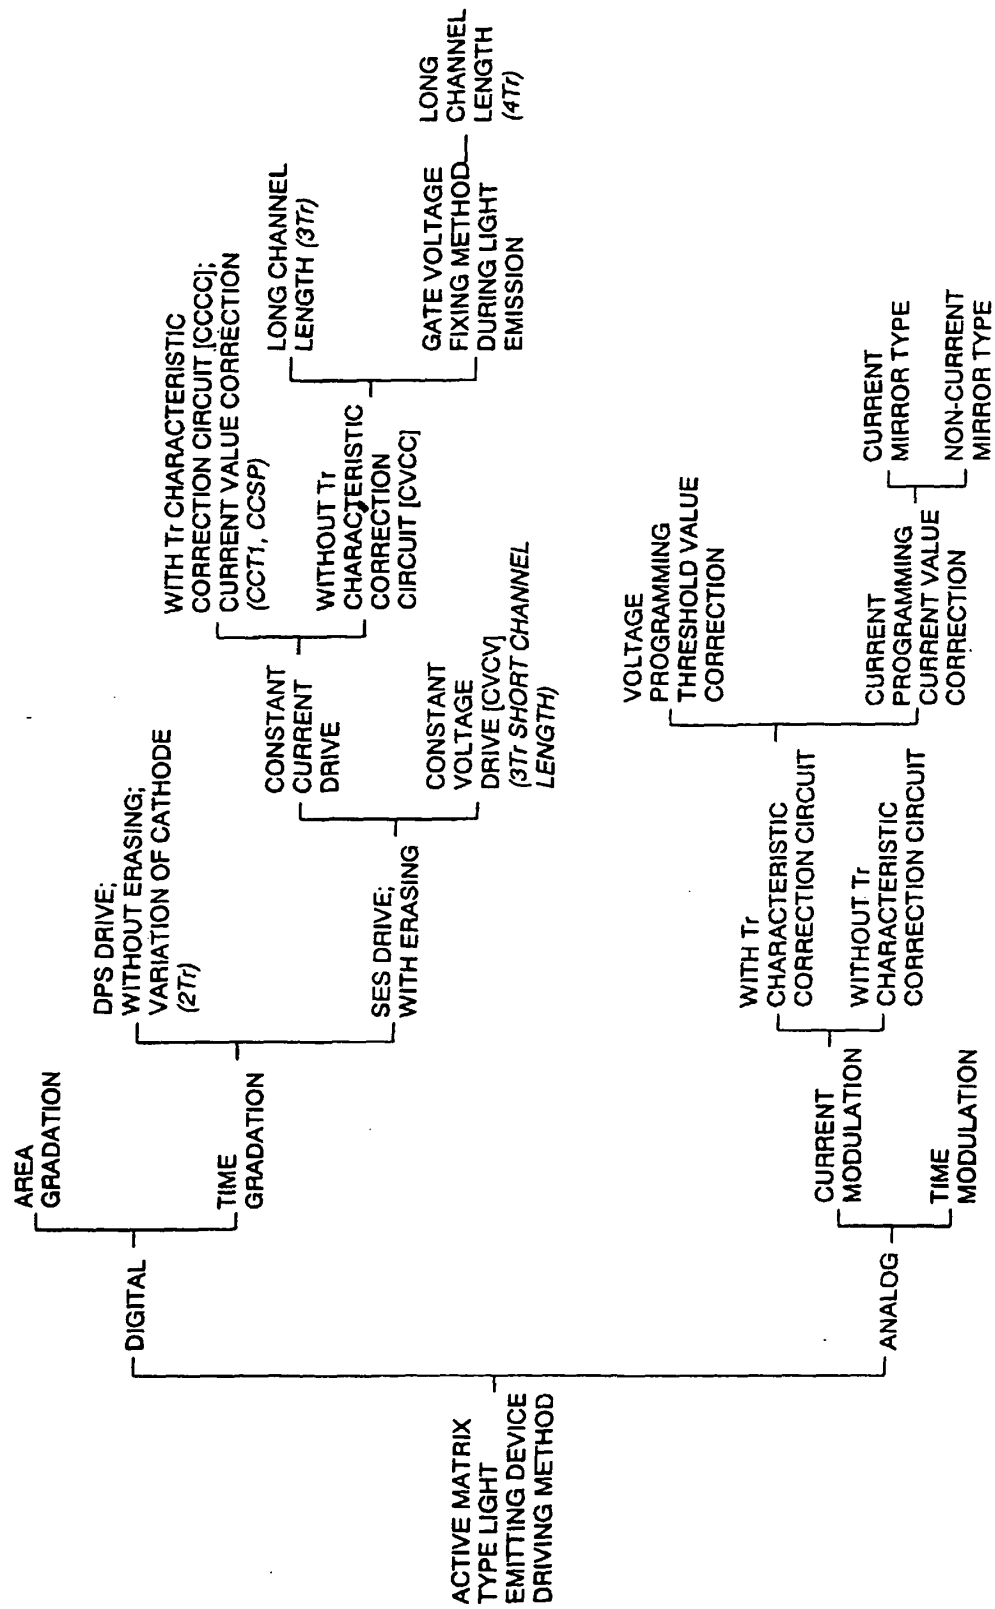 ACTIVE MATRIX
TYPE LIGHT
EMITTING DEVICE
DRIVING METHOD
DIGITAL
AREA
GRADATION
TIME
GRADATION
DPS DRIVE;
WITHOUT ERASING;
VARIATION OF CATHODE
(2Tr)
SES DRIVE;
WITH ERASING
CONSTANT
CURRENT
DRIVE
CONSTANT
VOLTAGE
DRIVE [CVCV]
(3Tr SHORT CHANNEL
LENGTH)
WITH Tr CHARACTERISTIC
CORRECTION CIRCUIT [CCCC];
CURRENT VALUE CORRECTION
(CCT1, CCSP)
WITHOUT Tr
CHARACTERISTIC
CORRECTION
CIRCUIT [CVCC]
LONG CHANNEL
LENGTH (3Tr)
GATE VOLTAGE
FIXING METHOD
DURING LIGHT
EMISSION
LONG
CHANNEL
LENGTH
(4Tr)
ANALOG
CURRENT
MODULATION
TIME
MODULATION
WITH Tr
CHARACTERISTIC
CORRECTION CIRCUIT
WITHOUT Tr
CHARACTERISTIC
CORRECTION CIRCUIT
VOLTAGE
PROGRAMMING
THRESHOLD VALUE
CORRECTION
CURRENT
PROGRAMMING
CURRENT VALUE
CORRECTION
CURRENT
MIRROR TYPE
NON-CURRENT
MIRROR TYPE